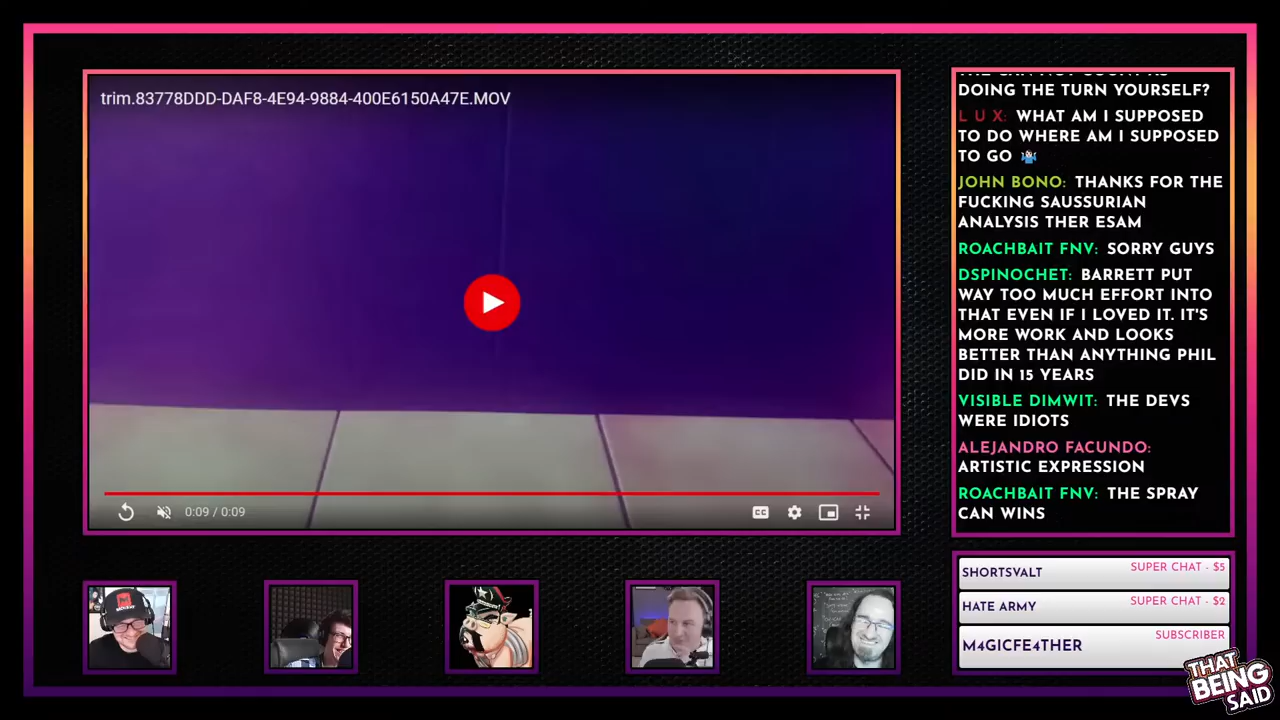 trim.83778DDD-DAF8-4E94-9884-400E6150A47E.MOV
0:09 / 0:09
CC
DOING THE TURN YOURSELF?
L U X: WHAT AM I SUPPOSED
TO DO WHERE AM I SUPPOSED
TO GO
JOHN BONO: THANKS FOR THE
FUCKING SAUSSURIAN
ANALYSIS THER ESAM
ROACHBAIT FNV: SORRY GUYS
DSPINOCHET: BARRETT PUT
WAY TOO MUCH EFFORT INTO
THAT EVEN IF I LOVED IT. IT'S
MORE WORK AND LOOKS
BETTER THAN ANYTHING PHIL
DID IN 15 YEARS
VISIBLE DIMWIT: THE DEVS
WERE IDIOTS
ALEJANDRO FACUNDO:
ARTISTIC EXPRESSION
ROACHBAIT FNV: THE SPRAY
CAN WINS
SHORTSVALT SUPER CHAT - $5
HATE ARMY SUPER CHAT - $2
M4GICFE4THER SUBSCRIBER
THAT
BEING
SAID